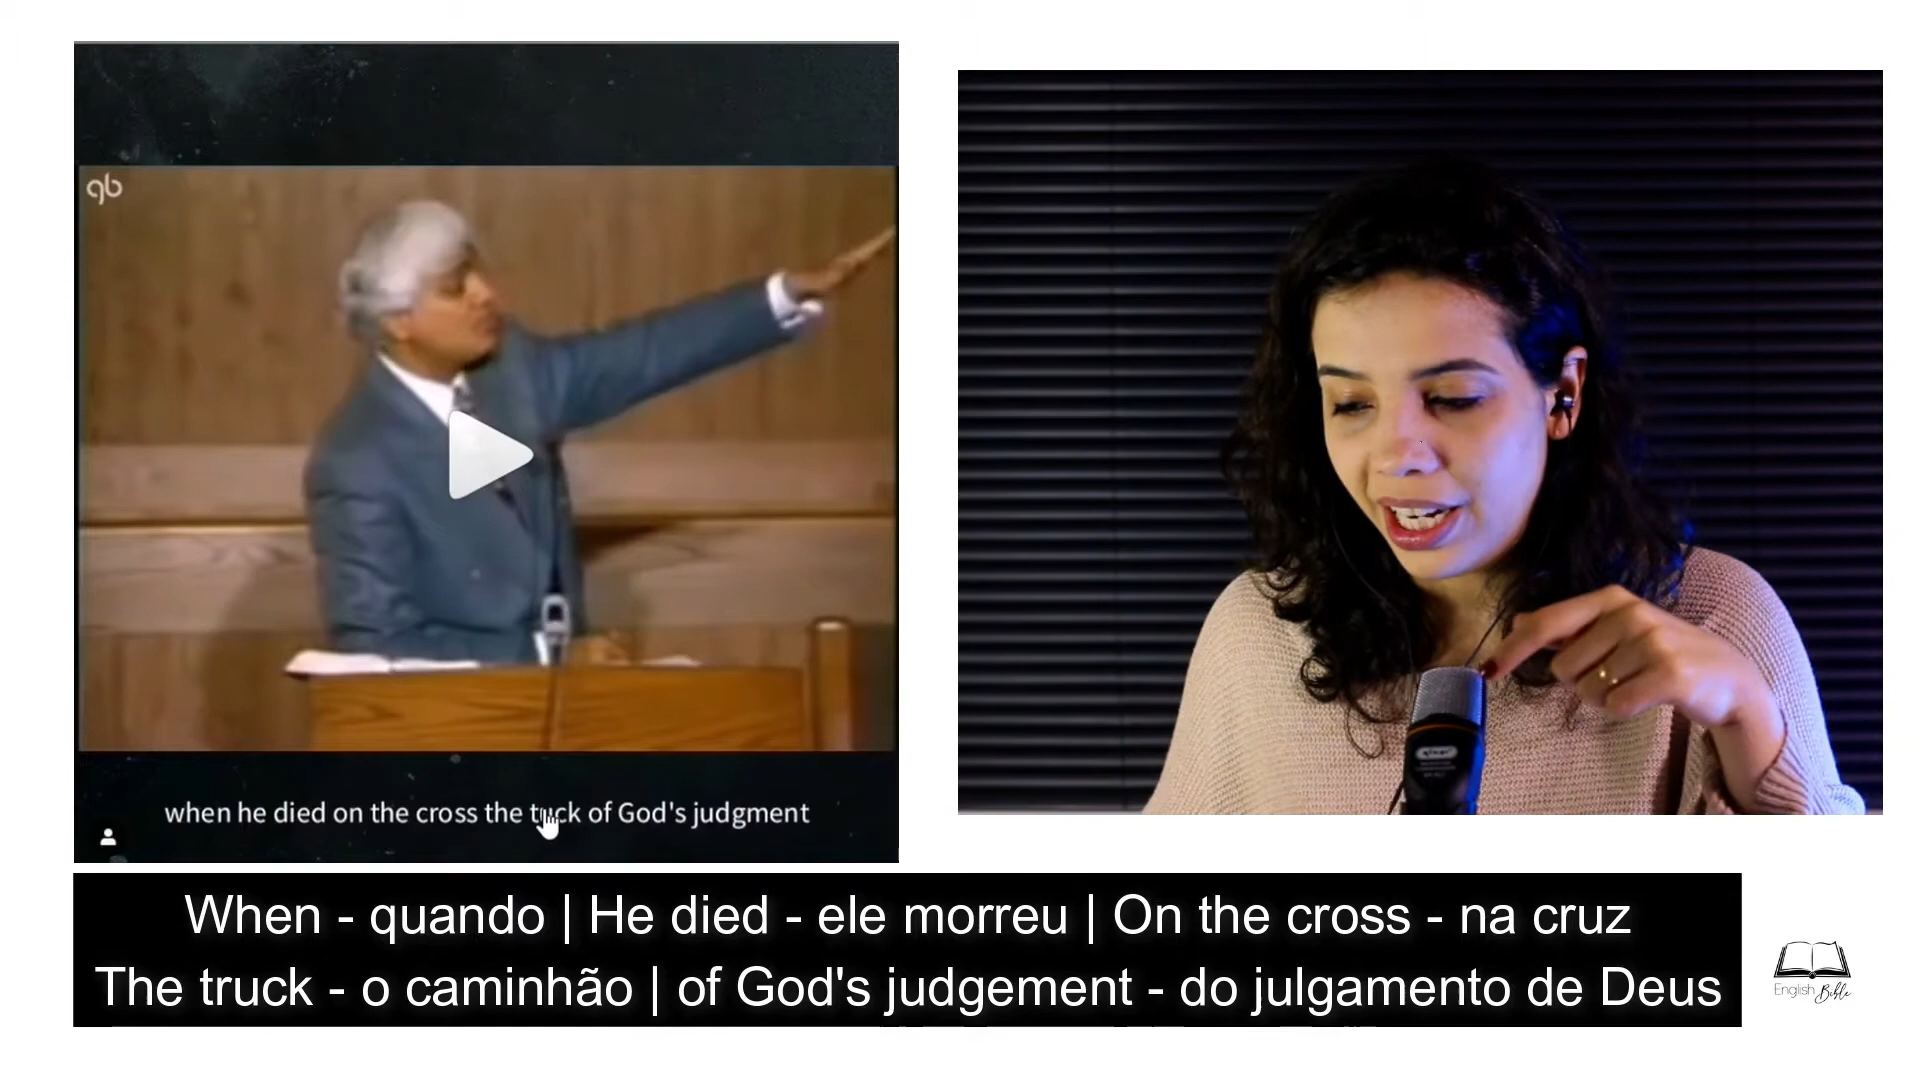 qb
when he died on the cross the truck of God's judgment
When - quando | He died - ele morreu | On the cross - na cruz
The truck - o caminhão | of God's judgement - do julgamento de Deus
English Bible